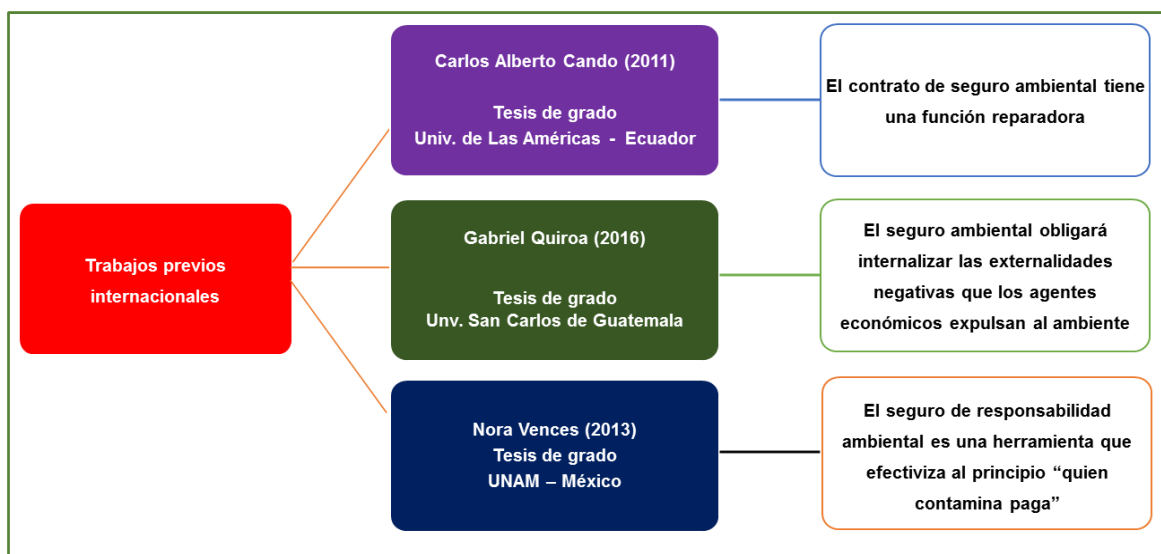 Trabajos previos
internacionales
Carlos Alberto Cando (2011)
Tesis de grado
Univ. de Las Américas - Ecuador
El contrato de seguro ambiental tiene
una función reparadora
Gabriel Quiroa (2016)
Tesis de grado
Unv. San Carlos de Guatemala
El seguro ambiental obligará
internalizar las externalidades
negativas que los agentes
económicos expulsan al ambiente
Nora Vences (2013)
Tesis de grado
UNAM – México
El seguro de responsabilidad
ambiental es una herramienta que
efectiviza al principio “quien
contamina paga”